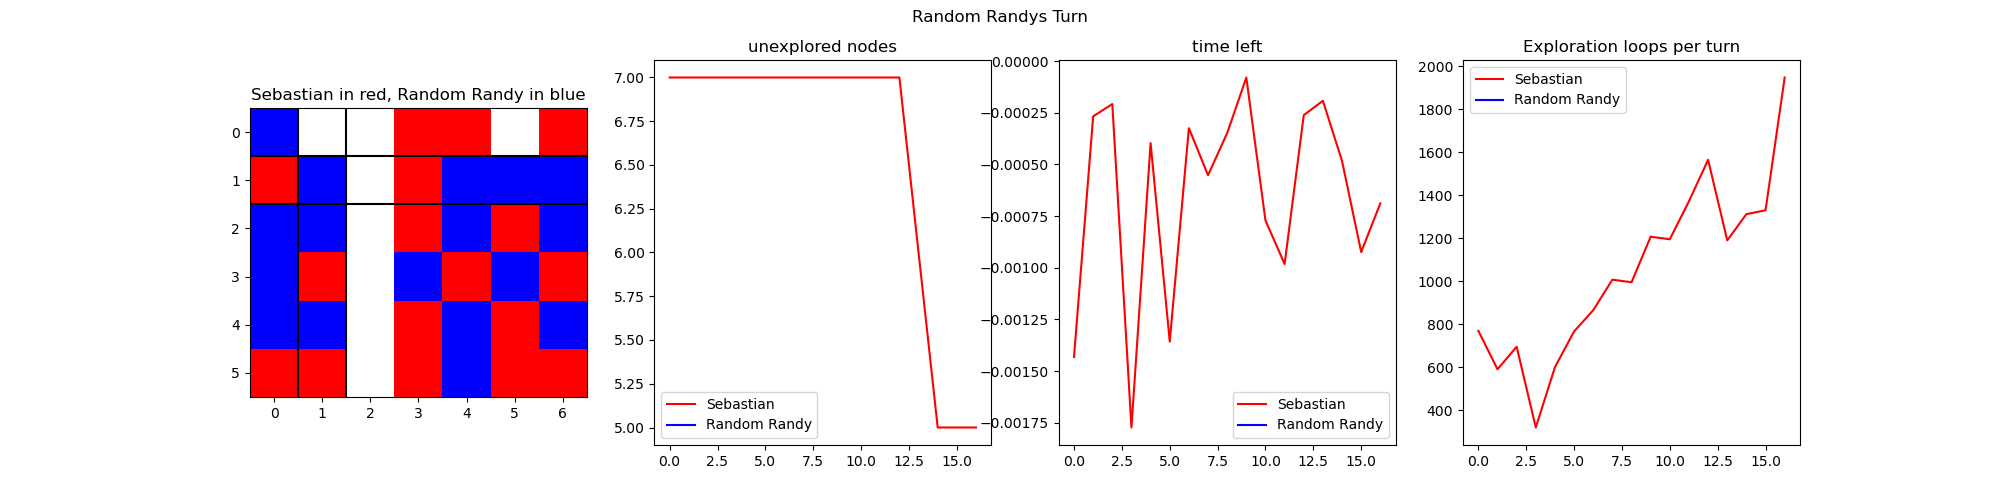 Random Randys Turn
Sebastian in red, Random Randy in blue
0
1
2
3
4
5
0 1 2 3 4 5 6
unexplored nodes
7.00
6.75
6.50
6.25
6.00
5.75
5.50
5.25
5.00
Sebastian
Random Randy
0.0 2.5 5.0 7.5 10.0 12.5 15.0
time left
0.00000
−0.00025
−0.00050
−0.00075
−0.00100
−0.00125
−0.00150
−0.00175
Sebastian
Random Randy
0.0 2.5 5.0 7.5 10.0 12.5 15.0
Exploration loops per turn
Sebastian
Random Randy
2000
1800
1600
1400
1200
1000
800
600
400
0.0 2.5 5.0 7.5 10.0 12.5 15.0